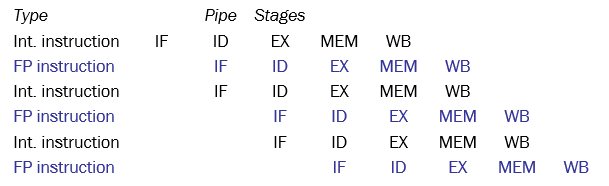 Type Pipe Stages
Int. instruction IF ID EX MEM WB
FP instruction IF ID EX MEM WB
Int. instruction IF ID EX MEM WB
FP instruction IF ID EX MEM WB
Int. instruction IF ID EX MEM WB
FP instruction IF ID EX MEM WB